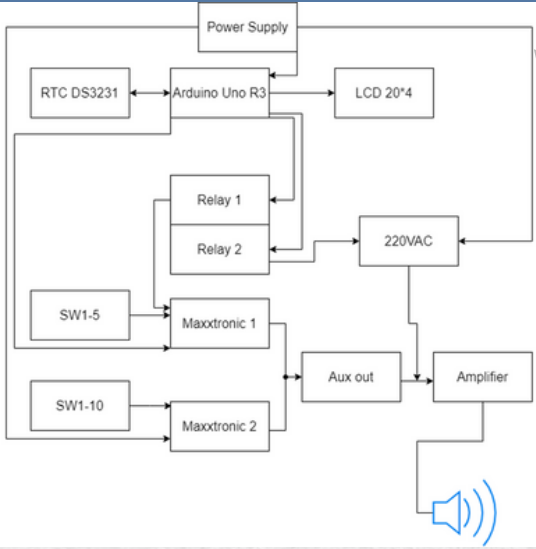 Power Supply
RTC DS3231
Arduino Uno R3
LCD 20*4
Relay 1
Relay 2
220VAC
SW1-5
Maxxtronic 1
Aux out
Amplifier
SW1-10
Maxxtronic 2